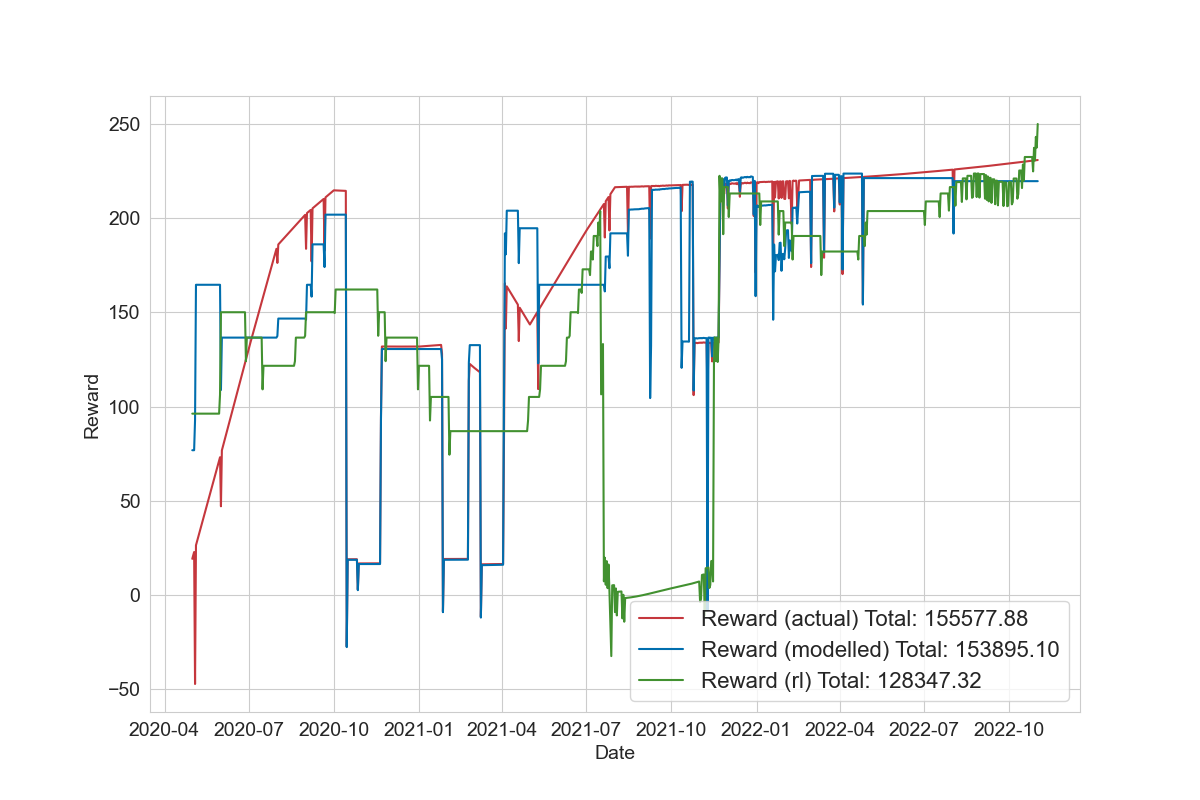 250
200
150
100
50
0
−50
Reward
Reward (actual) Total: 155577.88
Reward (modelled) Total: 153895.10
Reward (rl) Total: 128347.32
2020-04 2020-07 2020-10 2021-01 2021-04 2021-07 2021-10 2022-01 2022-04 2022-07 2022-10
Date